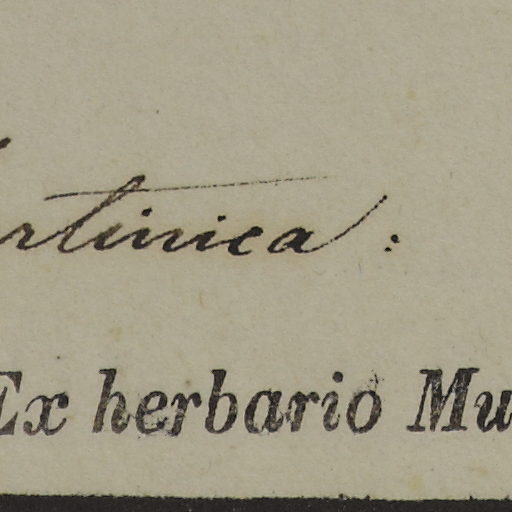 rtinica :
Ex herbario Mu